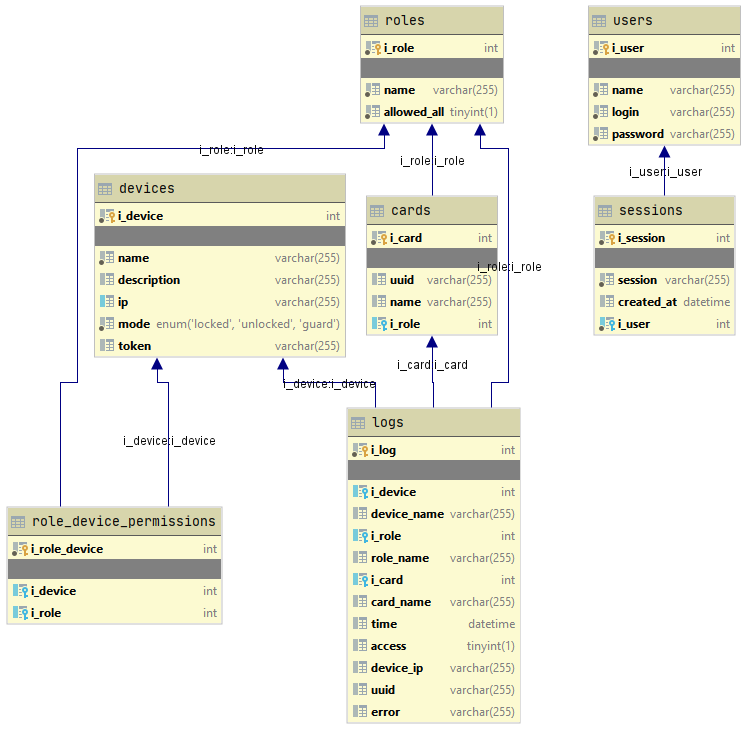 roles
i_role int
name varchar(255)
allowed_all tinyint(1)
users
i_user int
name varchar(255)
login varchar(255)
password varchar(255)
i_role:i_role
i_role:i_role
i_user:i_user
devices
i_device int
name varchar(255)
description varchar(255)
ip varchar(255)
mode enum('locked', 'unlocked', 'guard')
token varchar(255)
cards
i_card int
uuid varchar(255)
name varchar(255)
i_role int
i_role:i_role
sessions
i_session int
session varchar(255)
created_at datetime
i_user int
i_card:i_card
i_device:i_device
i_device:i_device
logs
i_log int
i_device int
device_name varchar(255)
i_role int
role_name varchar(255)
i_card int
card_name varchar(255)
time datetime
access tinyint(1)
device_ip varchar(255)
uuid varchar(255)
error varchar(255)
role_device_permissions
i_role_device int
i_device int
i_role int